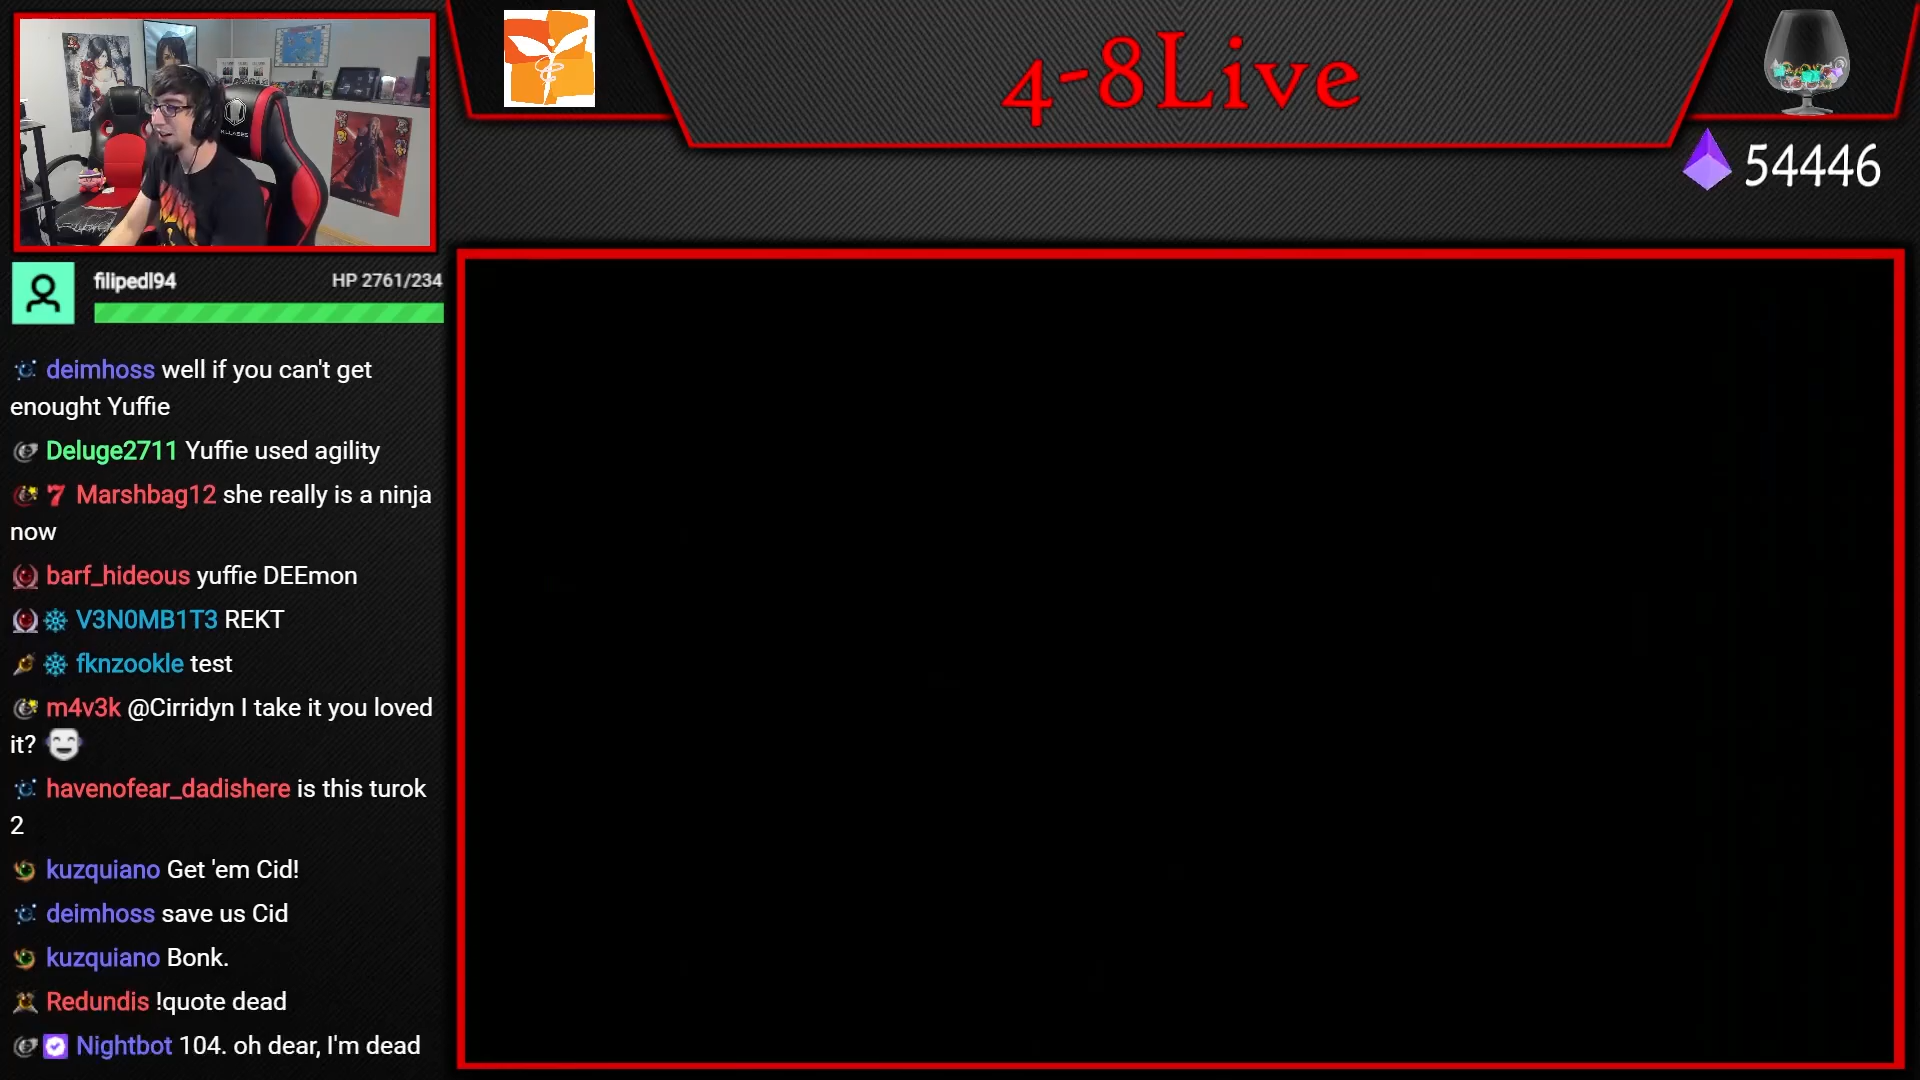 4-8Live
54446
filipedl94 HP 2761/234
deimhoss well if you can't get
enought Yuffie
Deluge2711 Yuffie used agility
7 Marshbag12 she really is a ninja
now
barf_hideous yuffie DEEmon
V3N0MB1T3 REKT
fknzookle test
m4v3k @Cirridyn I take it you loved
it?
havenofear_dadishere is this turok
2
kuzquiano Get 'em Cid!
deimhoss save us Cid
kuzquiano Bonk.
Redundis !quote dead
Nightbot 104. oh dear, I'm dead